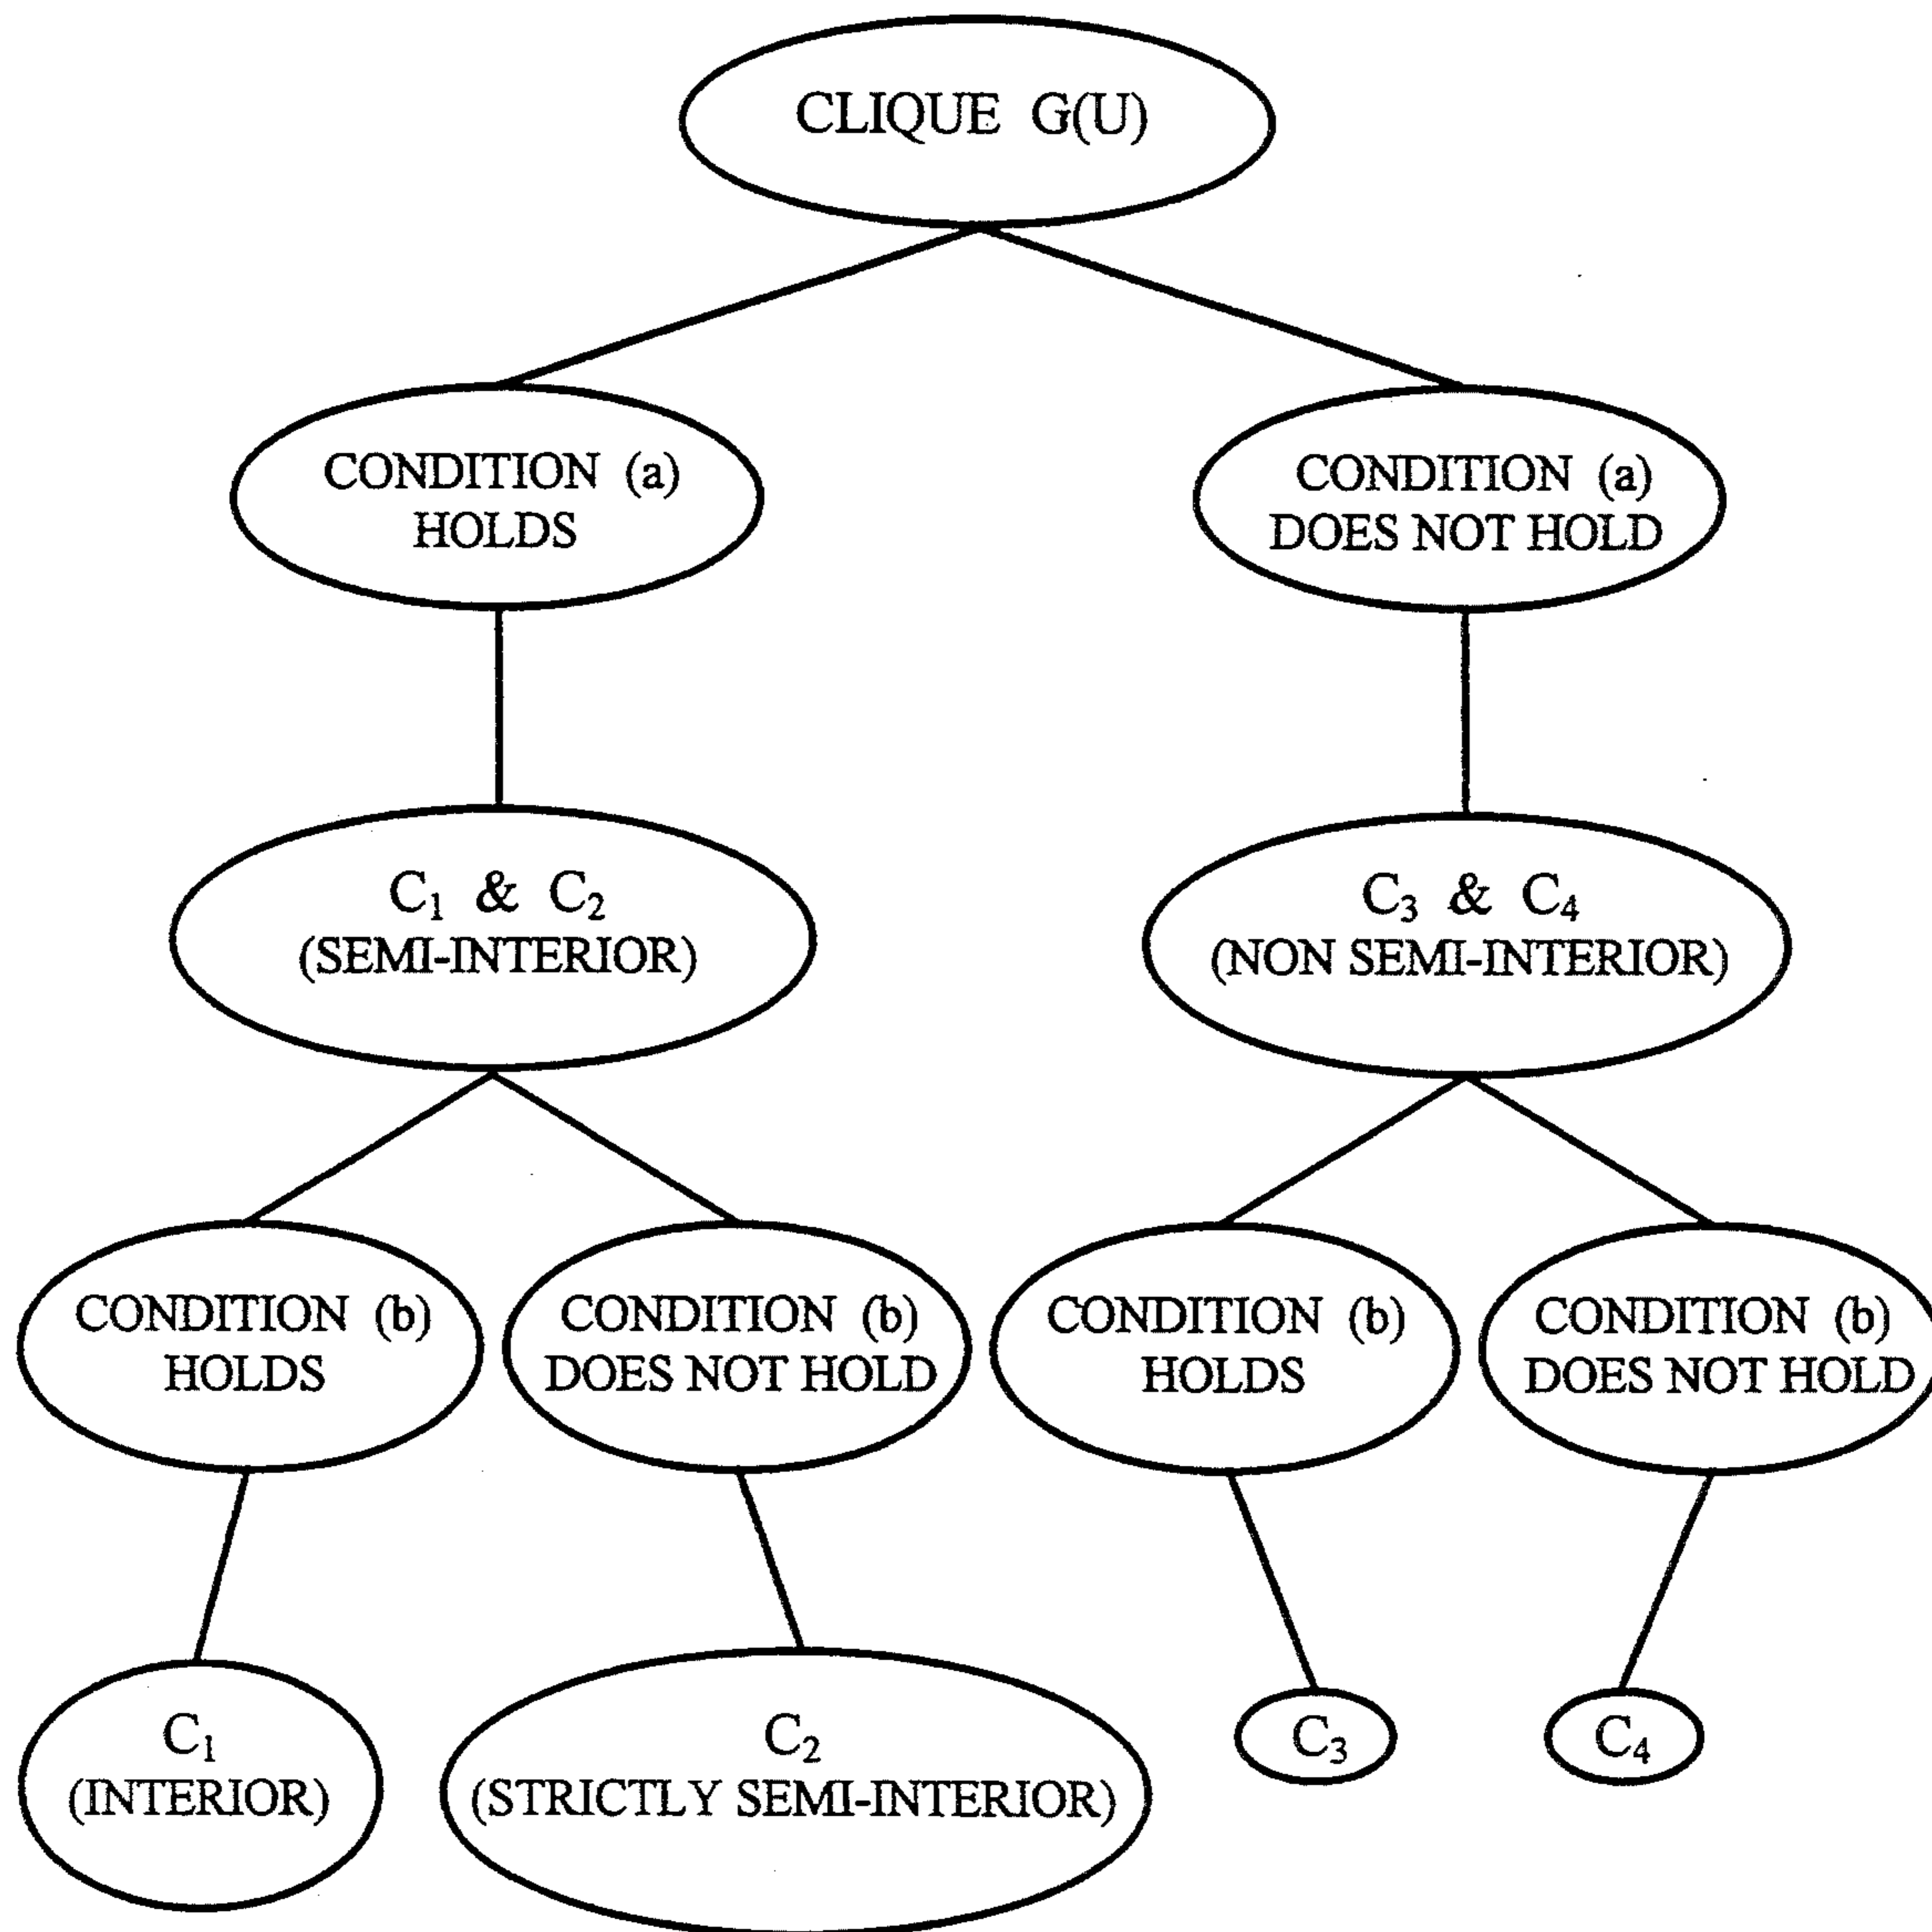 CLIQUE G(U)
CONDITION (a)
HOLDS
CONDITION (a)
DOES NOT HOLD
C₁ & C₂
(SEMI-INTERIOR)
C₃ & C₄
(NON SEMI-INTERIOR)
CONDITION (b)
HOLDS
CONDITION (b)
DOES NOT HOLD
CONDITION (b)
HOLDS
CONDITION (b)
DOES NOT HOLD
C₁
(INTERIOR)
C₂
(STRICTLY SEMI-INTERIOR)
C₃
C₄